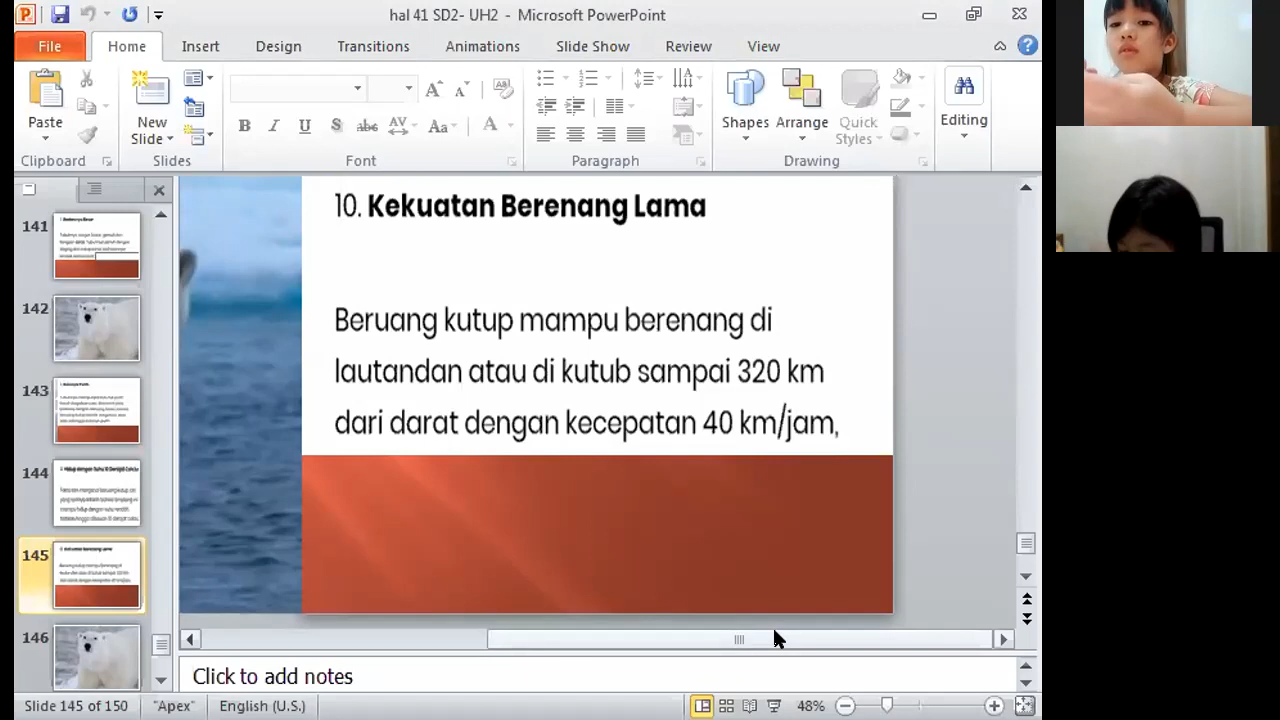 hal 41 SD2- UH2 - Microsoft PowerPoint
File Home Insert Design Transitions Animations Slide Show Review View
Paste
New
Slide
Shapes Arrange Quick
Styles
Editing
Clipboard Slides Font Paragraph Drawing
141
142
143
144
145
146
10. Kekuatan Berenang Lama
Beruang kutup mampu berenang di
lautandan atau di kutub sampai 320 km
dari darat dengan kecepatan 40 km/jam,
Click to add notes
Slide 145 of 150 "Apex" English (U.S.) 48%